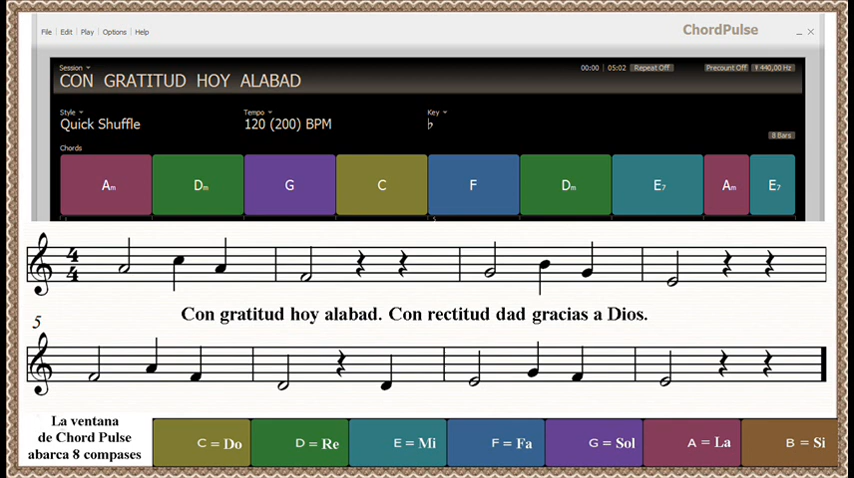 File Edit Play Options Help ChordPulse
Session 00:00 05:02 Repeat Off Precount Off 440,00 Hz
CON GRATITUD HOY ALABAD
Style Tempo Key
Quick Shuffle 120 (200) BPM ♭
8 Bars
Chords
Am Dm G C F Dm E7 Am E7
4
4
Con gratitud hoy alabad. Con rectitud dad gracias a Dios.
5
La ventana
de Chord Pulse
abarca 8 compases
C = Do D = Re E = Mi F = Fa G = Sol A = La B = Si